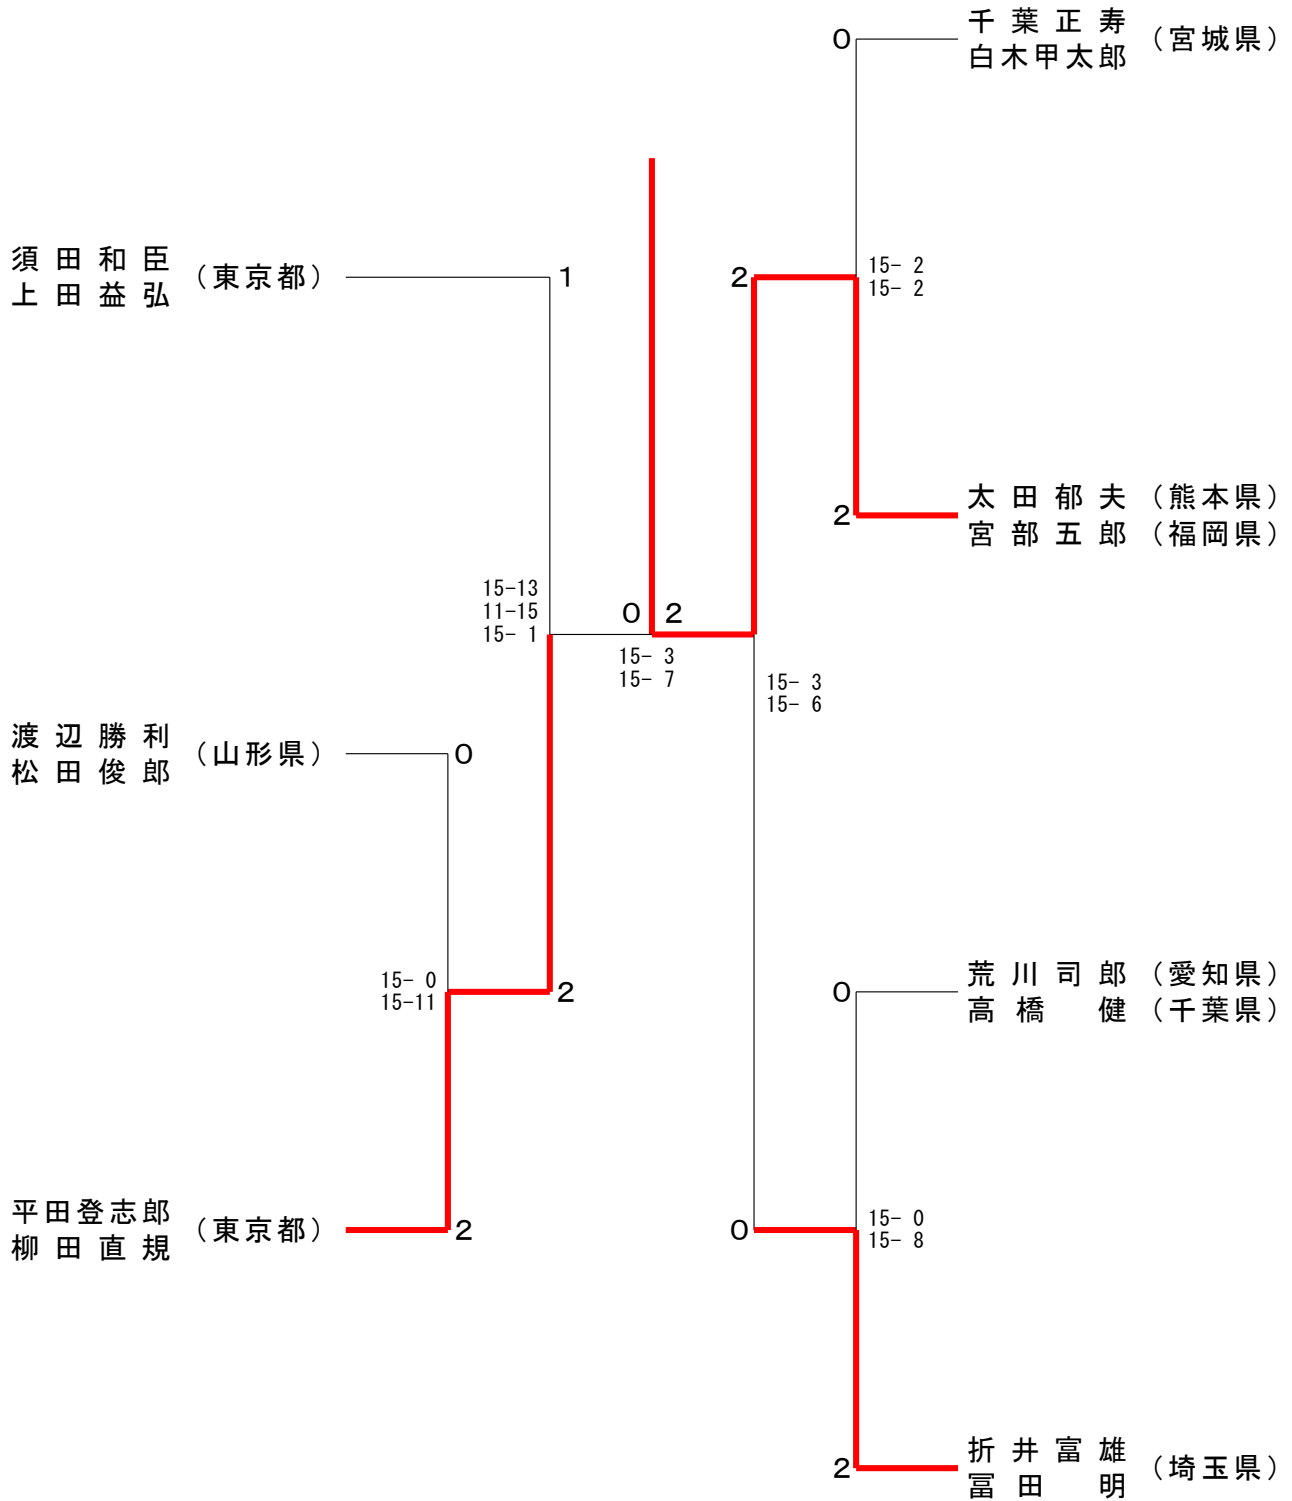 須田和臣
上田益弘
（東京都）
1
渡辺勝利
松田俊郎
（山形県）
0
平田登志郎
柳田直規
（東京都）
2
15- 0
15-11
2
15-13
11-15
15- 1
0 2
15- 3
15- 7
千葉正寿
白木甲太郎
（宮城県）
0
太田郁夫（熊本県）
宮部五郎（福岡県）
2
15- 2
15- 2
2
15- 3
15- 6
荒川司郎（愛知県）
高橋　健（千葉県）
0
折井富雄
冨田　明
（埼玉県）
2
15- 0
15- 8
0